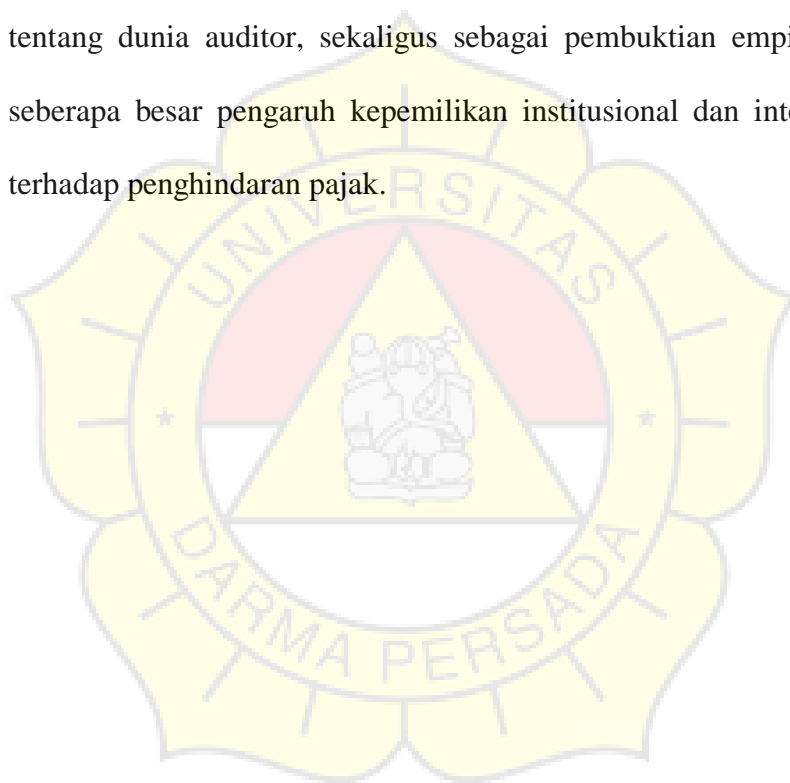 tentang dunia auditor, sekaligus sebagai pembuktian empi
seberapa besar pengaruh kepemilikan institusional dan int
terhadap penghindaran pajak.
UNIVERSITAS
DARMA PERSADA